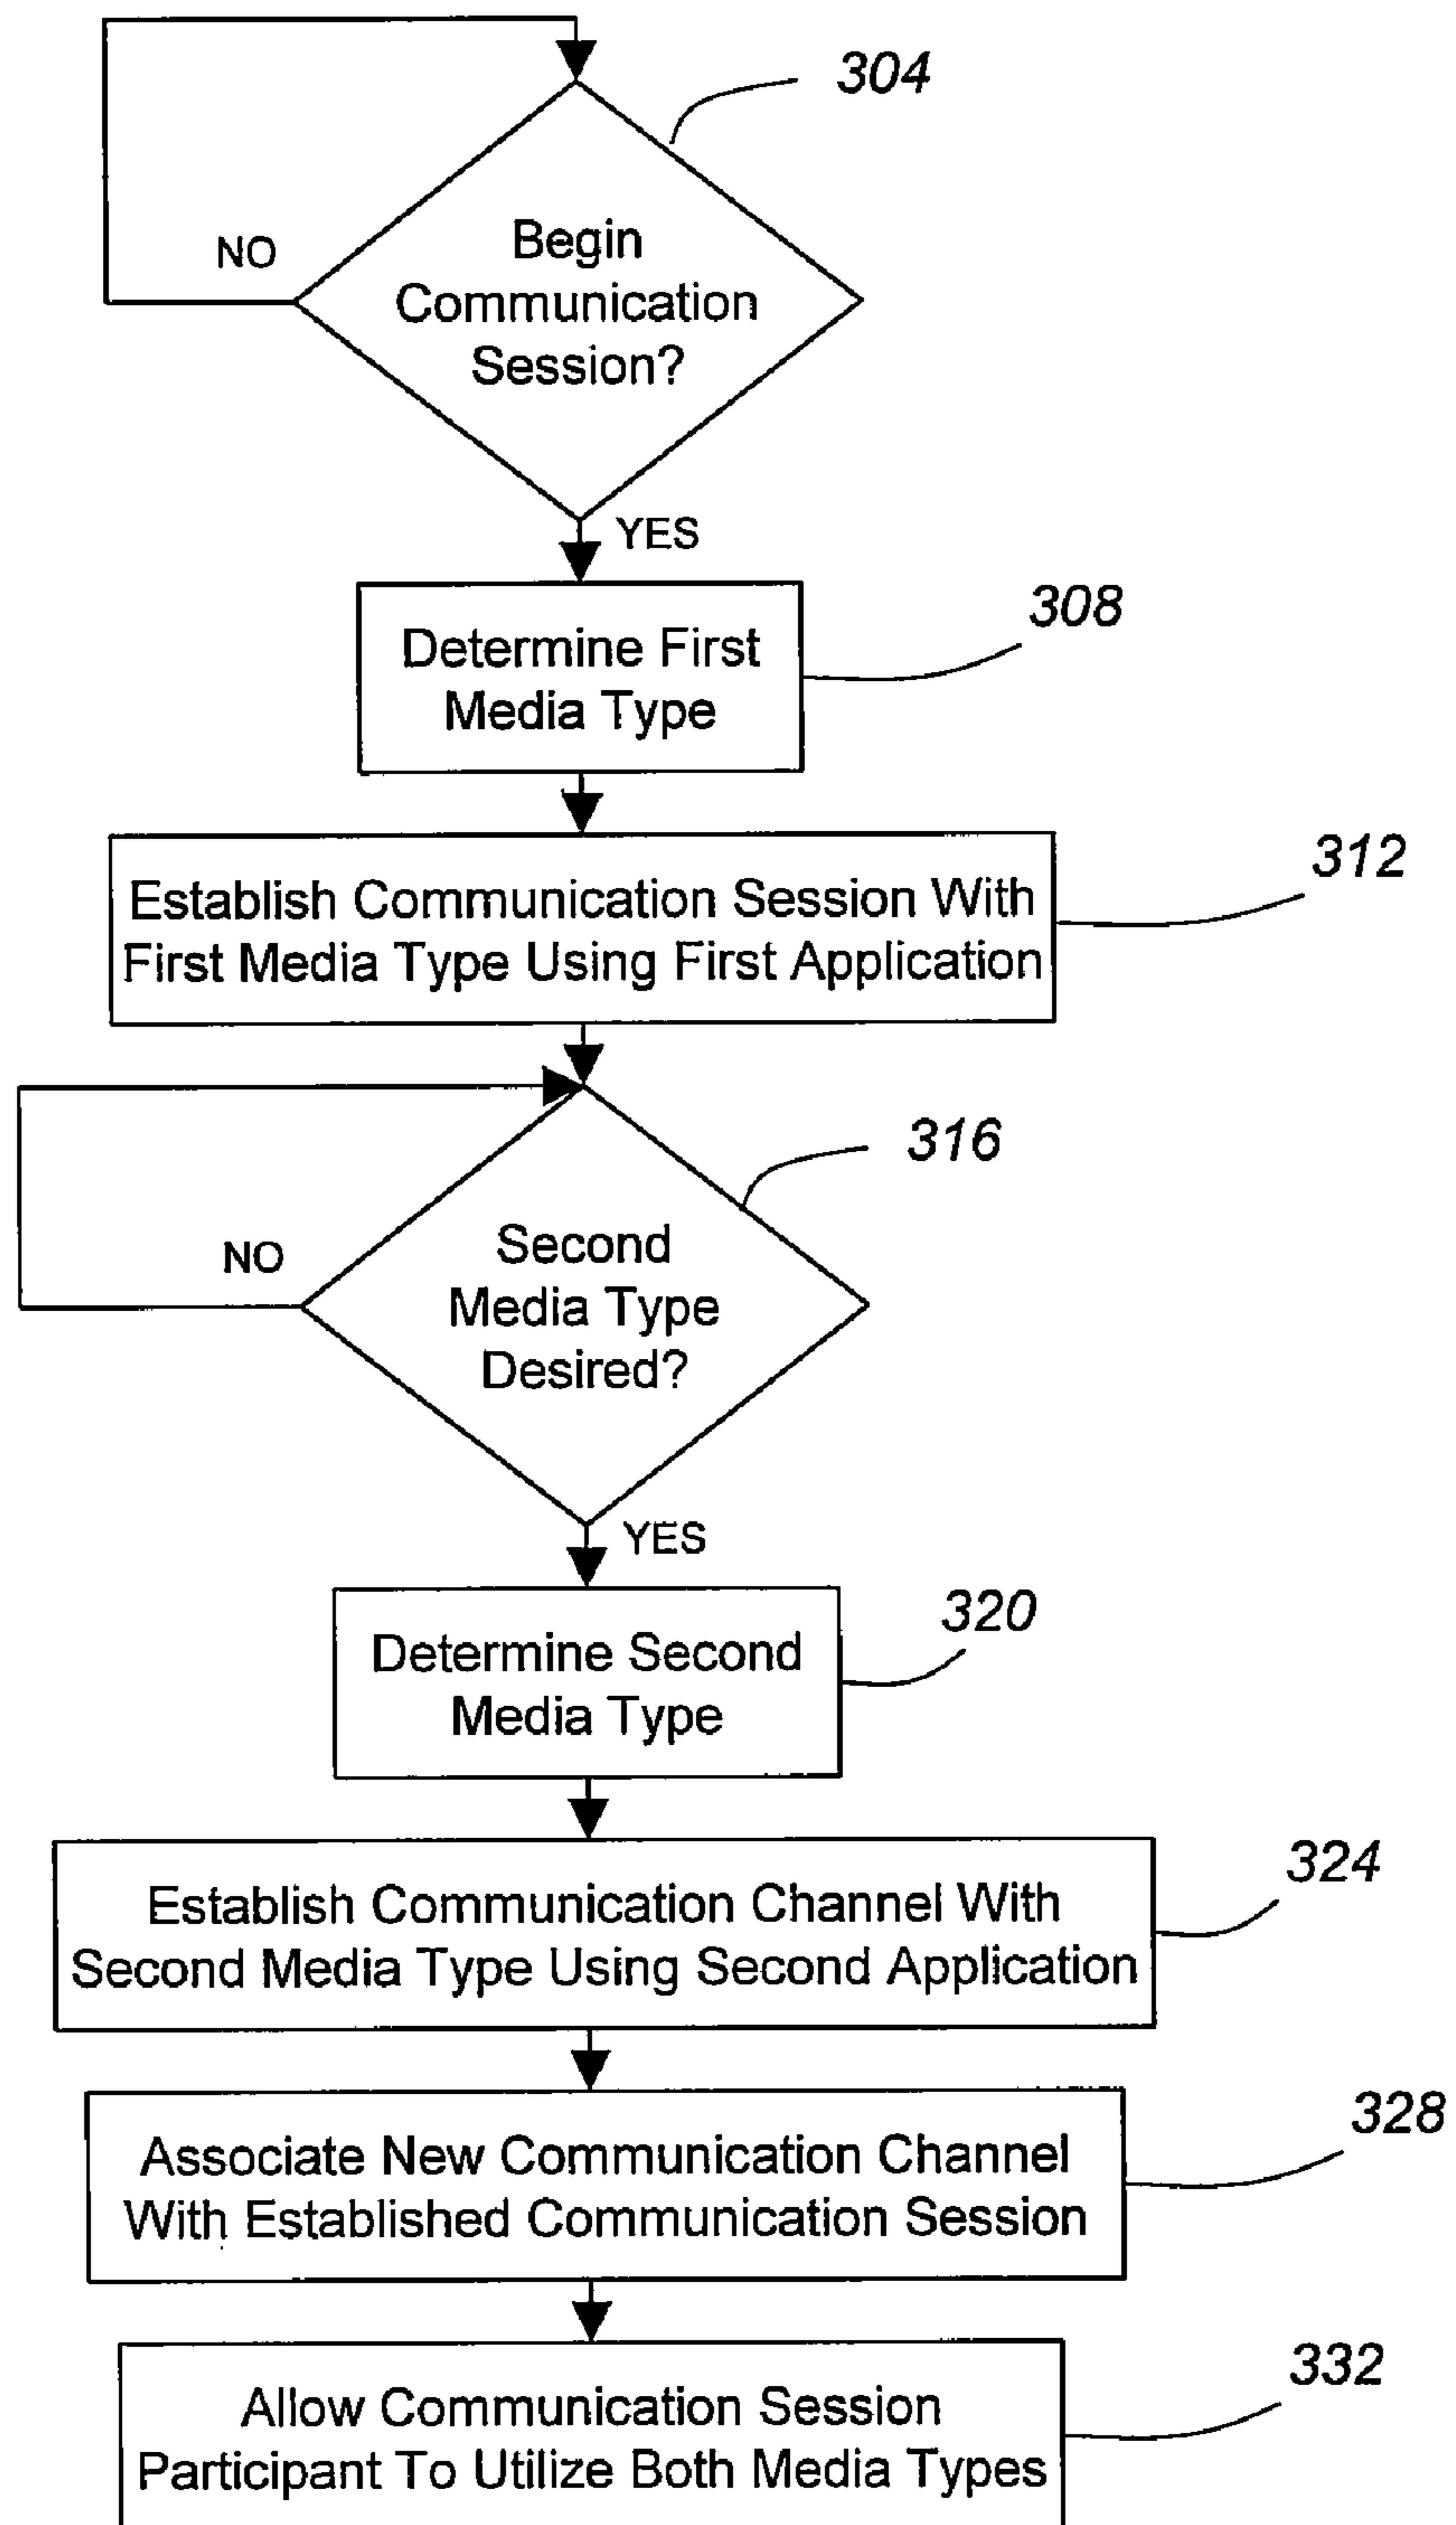 304
Begin
Communication
Session?
NO
YES
308
Determine First
Media Type
312
Establish Communication Session With
First Media Type Using First Application
316
Second
Media Type
Desired?
NO
YES
320
Determine Second
Media Type
324
Establish Communication Channel With
Second Media Type Using Second Application
328
Associate New Communication Channel
With Established Communication Session
332
Allow Communication Session
Participant To Utilize Both Media Types